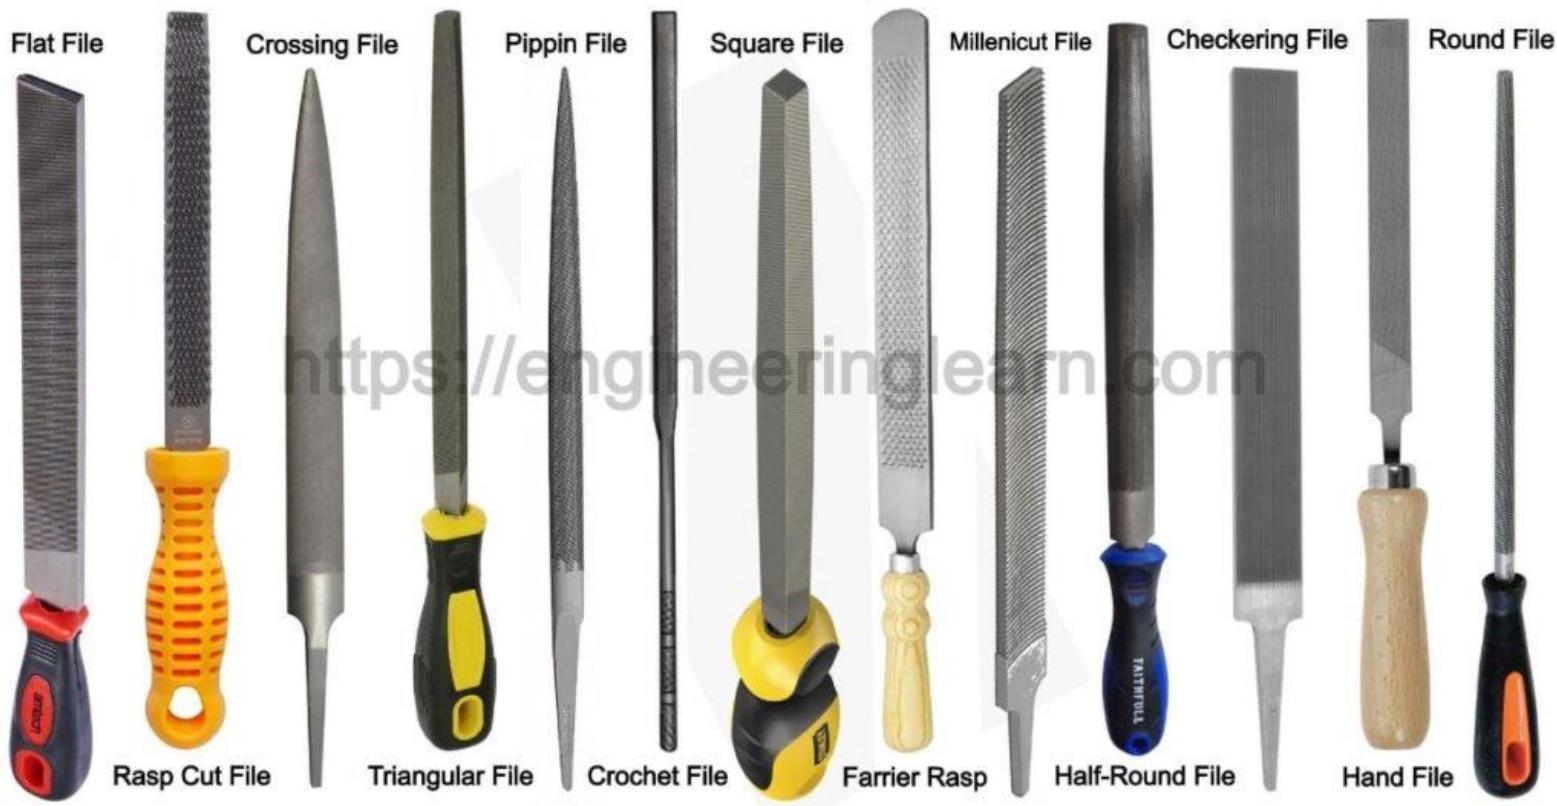 Flat File
Crossing File
Pippin File
Square File
Millenicut File
Checkering File
Round File
https://engineeringlearn.com
FAITHFULL
amtech
Rasp Cut File
Triangular File
Crochet File
Farrier Rasp
Half-Round File
Hand File